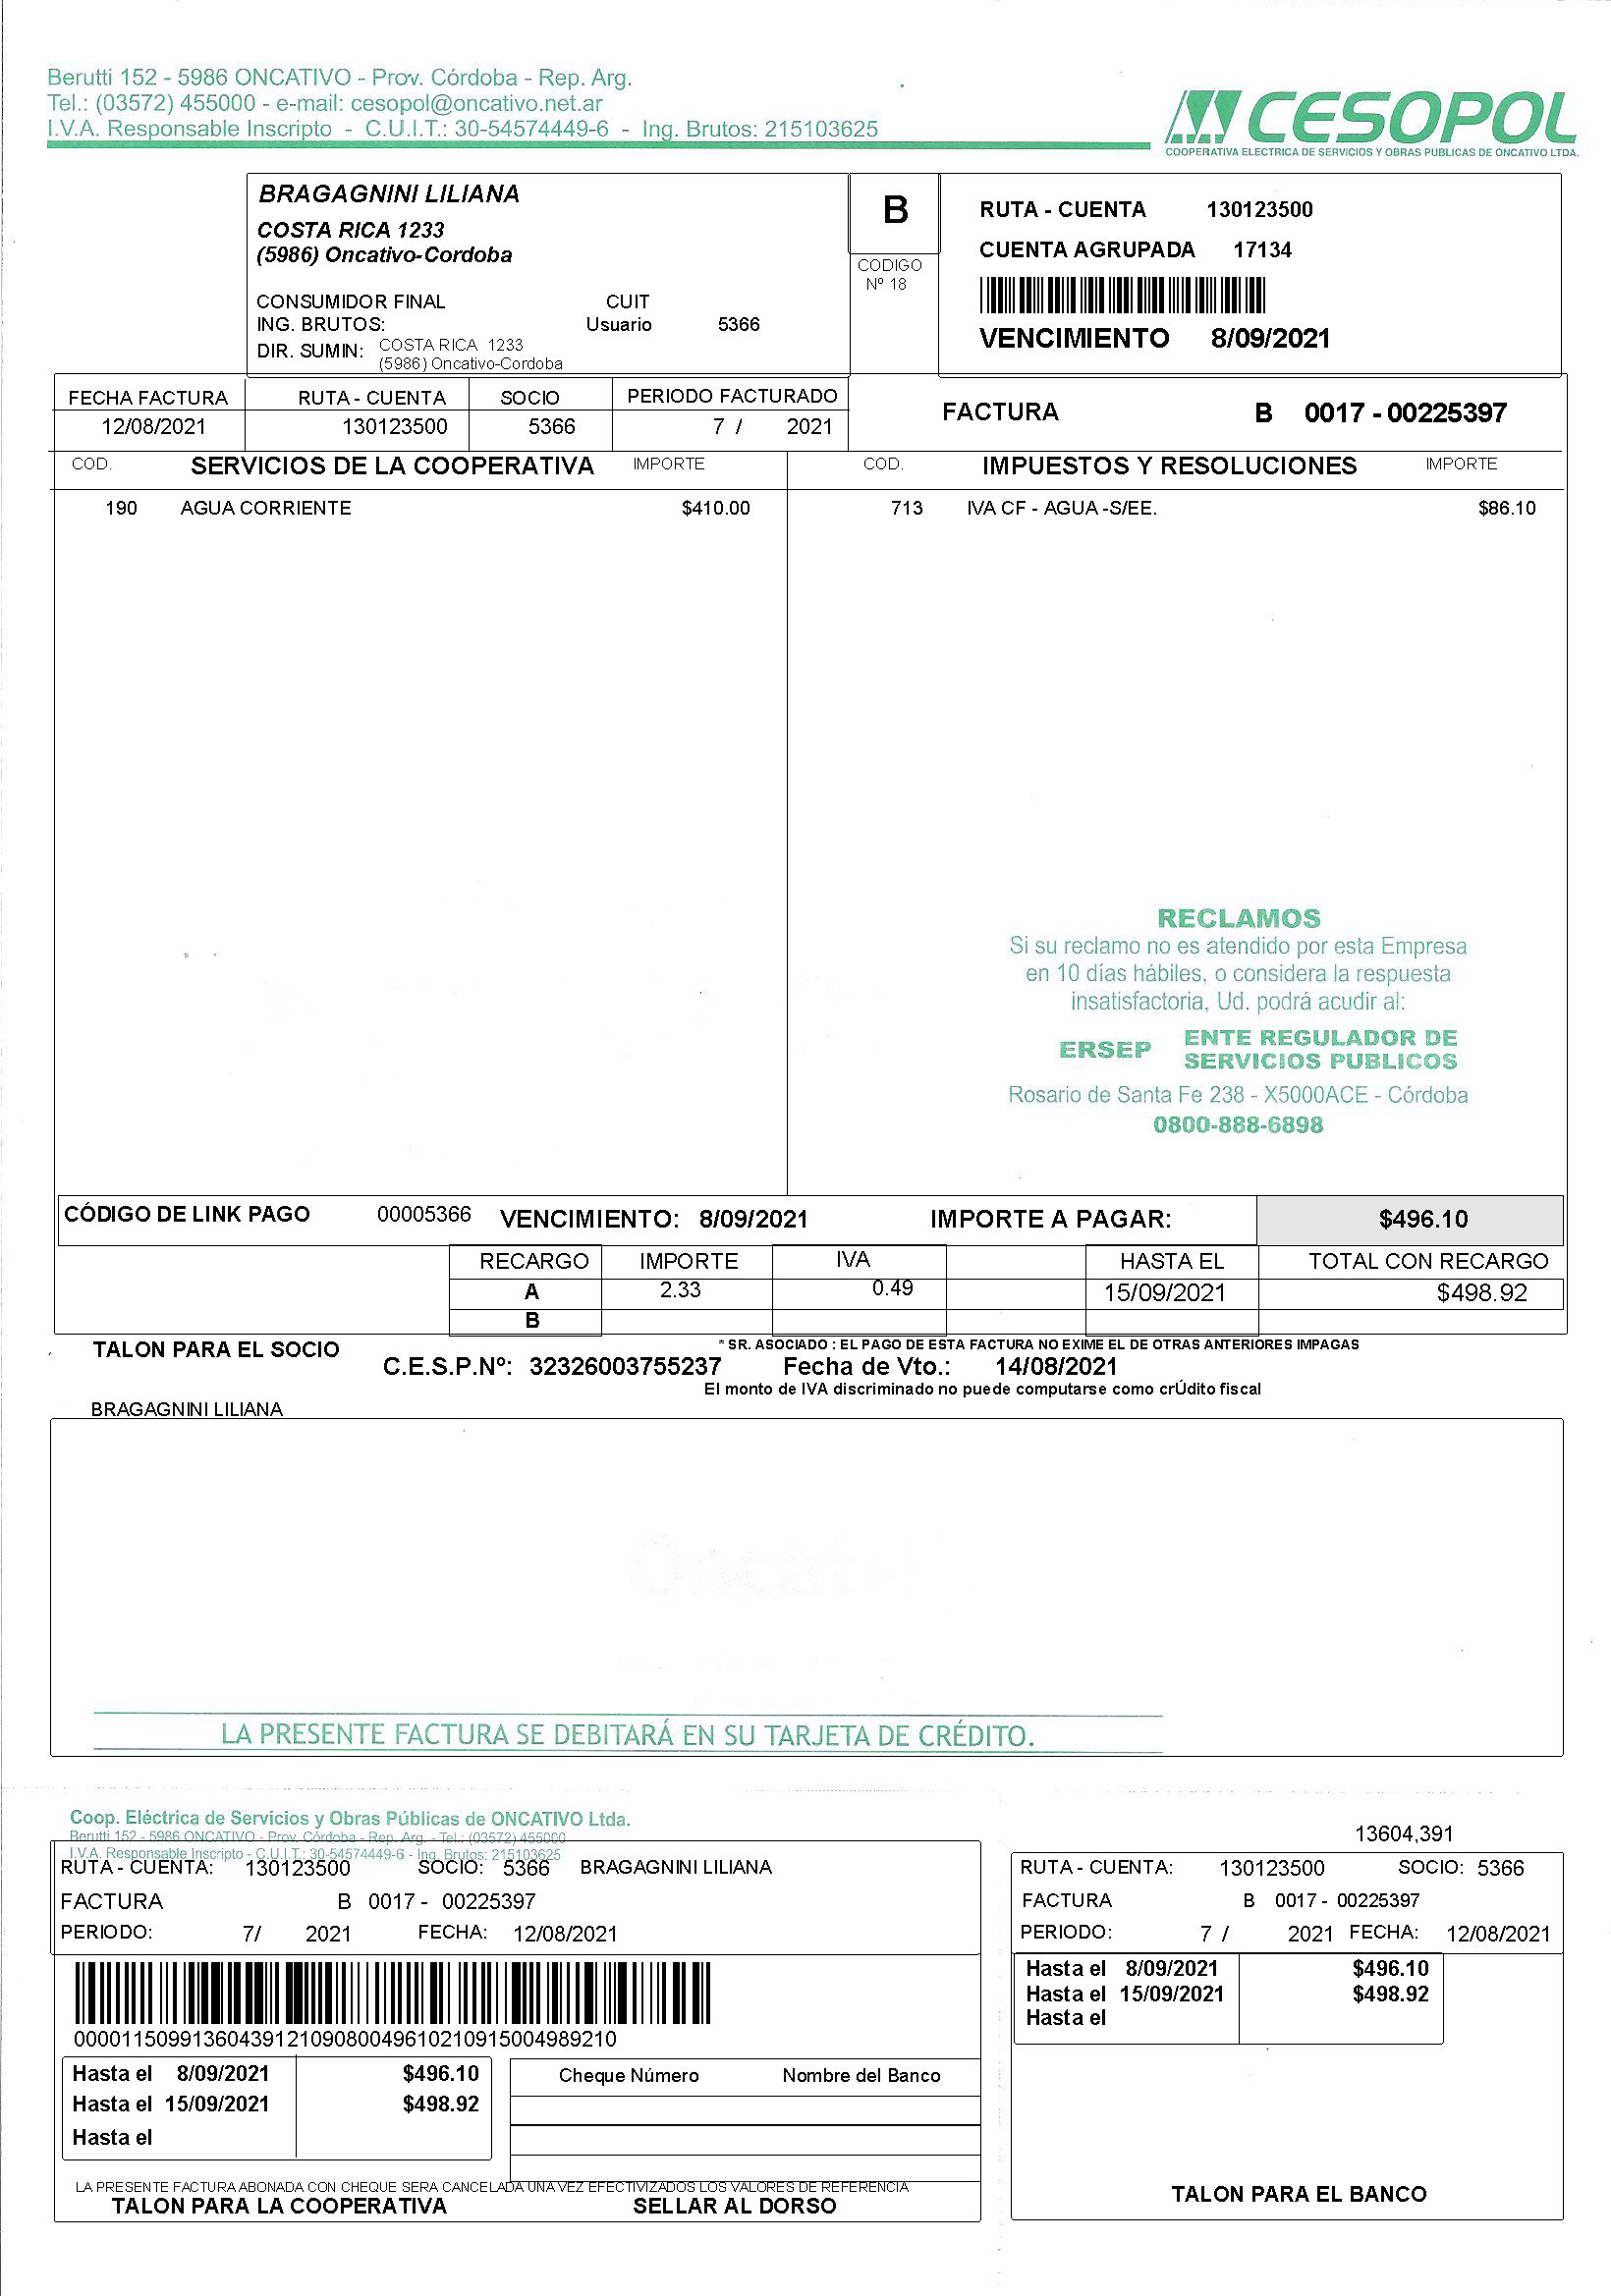 Berutti 152 - 5986 ONCATIVO - Prov. Córdoba - Rep. Arg.
Tel.: (03572) 455000 - e-mail: cesopol@oncativo.net.ar
I.V.A. Responsable Inscripto - C.U.I.T.: 30-54574449-6 - Ing. Brutos: 215103625
CESOPOL
COOPERATIVA ELECTRICA DE SERVICIOS Y OBRAS PUBLICAS DE ONCATIVO LTDA.
BRAGAGNINI LILIANA
COSTA RICA 1233
(5986) Oncativo-Cordoba
CONSUMIDOR FINAL CUIT
ING. BRUTOS: Usuario 5366
DIR. SUMIN: COSTA RICA 1233
(5986) Oncativo-Cordoba
B
CODIGO
Nº 18
RUTA - CUENTA 130123500
CUENTA AGRUPADA 17134
VENCIMIENTO 8/09/2021
FECHA FACTURA RUTA - CUENTA SOCIO PERIODO FACTURADO
12/08/2021 130123500 5366 7 / 2021
FACTURA B 0017 - 00225397
COD. SERVICIOS DE LA COOPERATIVA IMPORTE COD. IMPUESTOS Y RESOLUCIONES IMPORTE
190 AGUA CORRIENTE $410.00 713 IVA CF - AGUA -S/EE. $86.10
RECLAMOS
Si su reclamo no es atendido por esta Empresa
en 10 días hábiles, o considera la respuesta
insatisfactoria, Ud. podrá acudir al:
ERSEP ENTE REGULADOR DE
SERVICIOS PUBLICOS
Rosario de Santa Fe 238 - X5000ACE - Córdoba
0800-888-6898
CÓDIGO DE LINK PAGO 00005366 VENCIMIENTO: 8/09/2021 IMPORTE A PAGAR: $496.10
RECARGO IMPORTE IVA HASTA EL TOTAL CON RECARGO
A 2.33 0.49 15/09/2021 $498.92
B
TALON PARA EL SOCIO * SR. ASOCIADO : EL PAGO DE ESTA FACTURA NO EXIME EL DE OTRAS ANTERIORES IMPAGAS
C.E.S.P.Nº: 32326003755237 Fecha de Vto.: 14/08/2021
El monto de IVA discriminado no puede computarse como crÚdito fiscal
BRAGAGNINI LILIANA
Oncat
LA PRESENTE FACTURA SE DEBITARÁ EN SU TARJETA DE CRÉDITO.
Coop. Eléctrica de Servicios y Obras Públicas de ONCATIVO Ltda.
Berutti 152 - 5986 ONCATIVO - Prov. Córdoba - Rep. Arg. - Tel.: (03572) 455000
I.V.A. Responsable Inscripto - C.U.I.T.: 30-54574449-6 - Ing. Brutos: 215103625
RUTA - CUENTA: 130123500 SOCIO: 5366 BRAGAGNINI LILIANA
FACTURA B 0017 - 00225397
PERIODO: 7/ 2021 FECHA: 12/08/2021
00001150991360439121090800496102109150049892​10
Hasta el 8/09/2021 $496.10
Hasta el 15/09/2021 $498.92
Hasta el
Cheque Número Nombre del Banco
LA PRESENTE FACTURA ABONADA CON CHEQUE SERA CANCELADA UNA VEZ EFECTIVIZADOS LOS VALORES DE REFERENCIA
TALON PARA LA COOPERATIVA SELLAR AL DORSO
13604,391
RUTA - CUENTA: 130123500 SOCIO: 5366
FACTURA B 0017 - 00225397
PERIODO: 7 / 2021 FECHA: 12/08/2021
Hasta el 8/09/2021 $496.10
Hasta el 15/09/2021 $498.92
Hasta el
TALON PARA EL BANCO